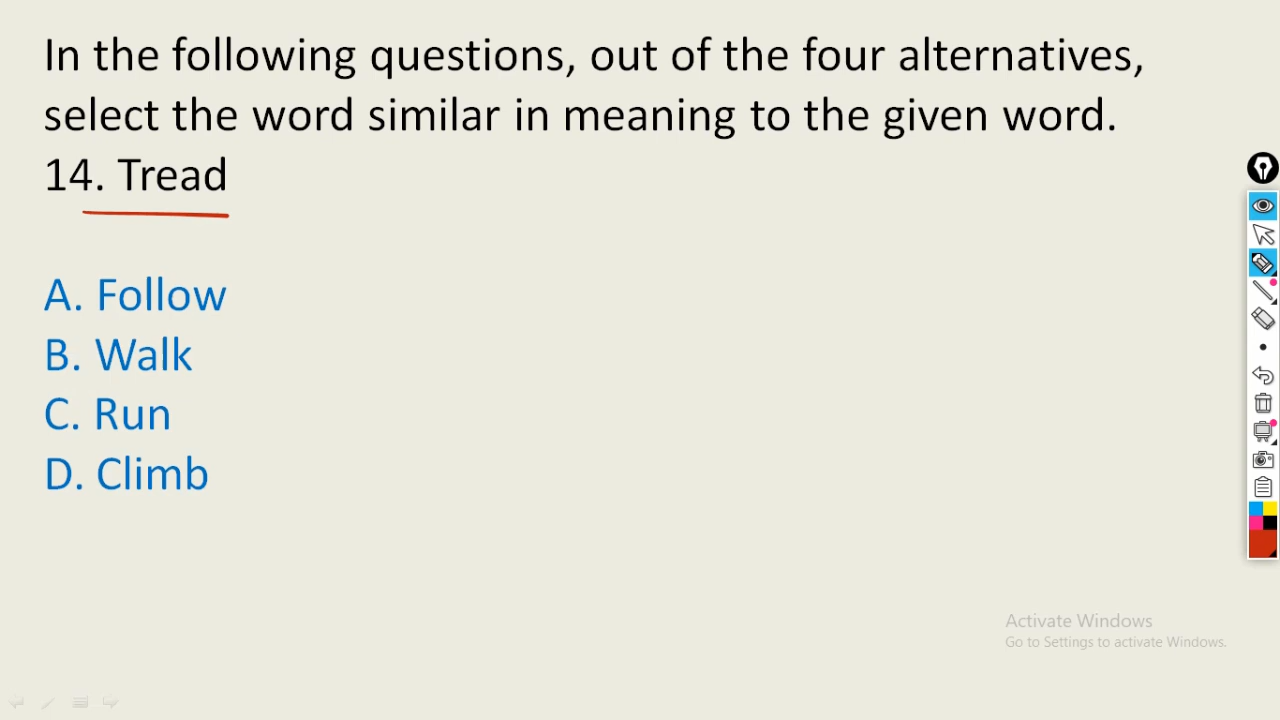 In the following questions, out of the four alternatives,
select the word similar in meaning to the given word.
14. Tread
A. Follow
B. Walk
C. Run
D. Climb
Activate Windows
Go to Settings to activate Windows.